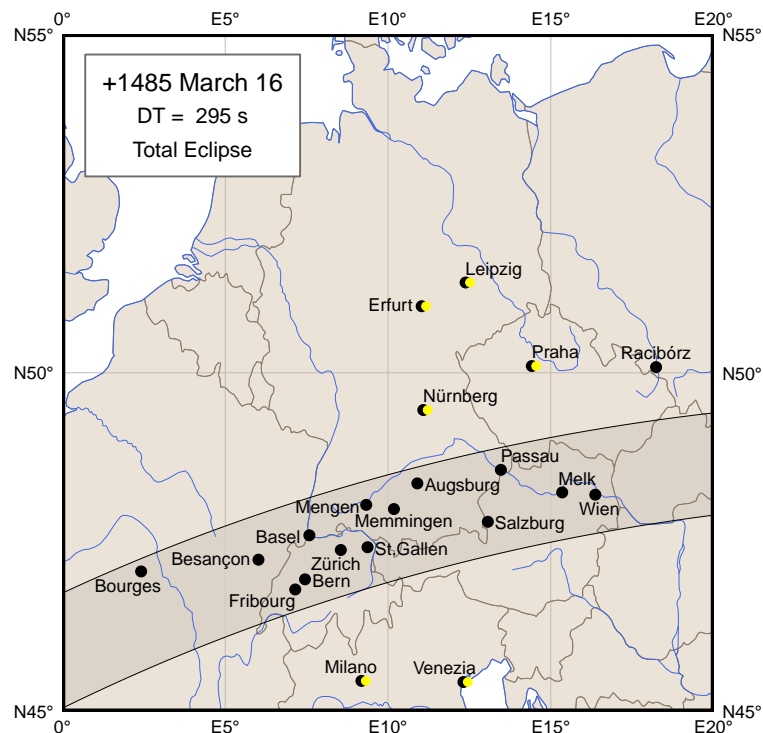 0°
E5°
E10°
E15°
E20°
N55°
N55°
+1485 March 16
DT = 295 s
Total Eclipse
Leipzig
Erfurt
Praha
Racibórz
N50°
N50°
Nürnberg
Passau
Augsburg
Melk
Mengen
Memmingen
Wien
Salzburg
Basel
St.Gallen
Besançon
Zürich
Bern
Bourges
Fribourg
Milano
Venezia
N45°
N45°
0°
E5°
E10°
E15°
E20°